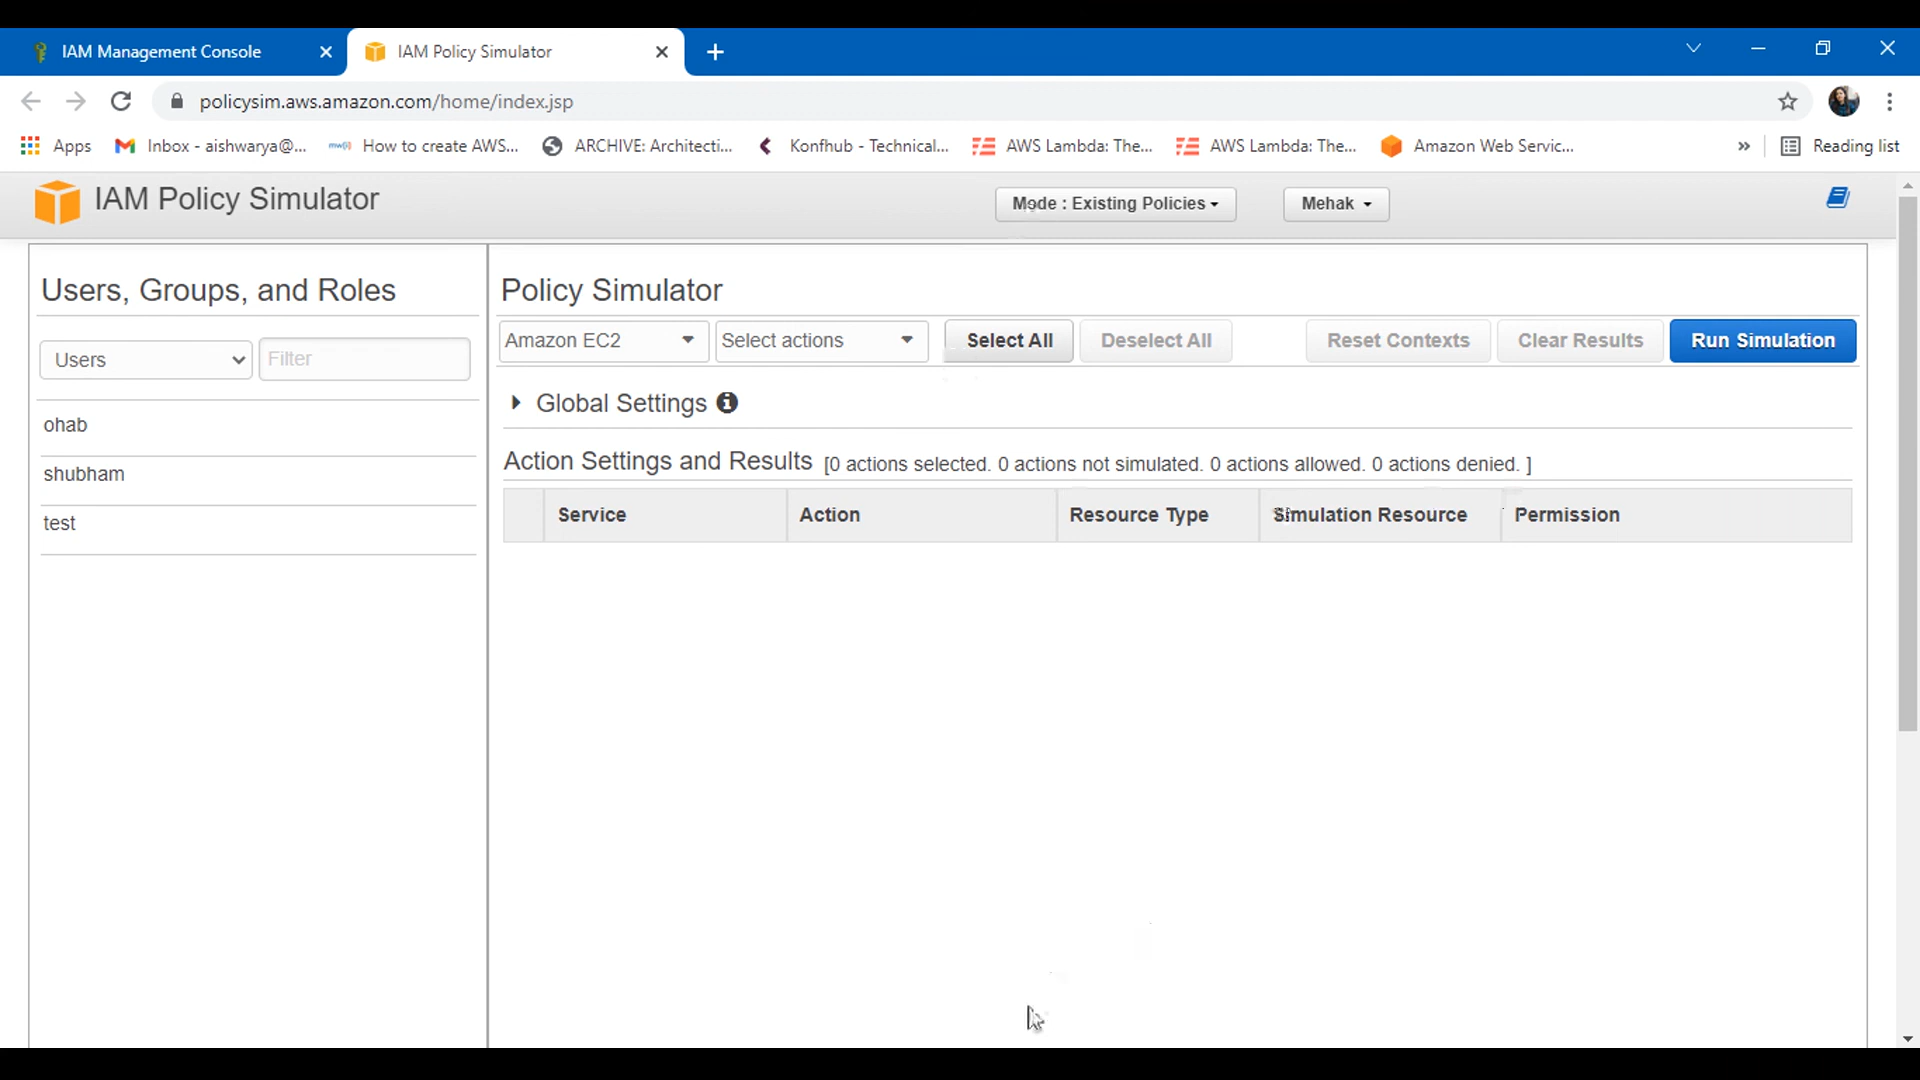 IAM Management Console
IAM Policy Simulator
policysim.aws.amazon.com/home/index.jsp
Apps
Inbox - aishwarya@...
How to create AWS...
ARCHIVE: Architecti...
Konfhub - Technical...
AWS Lambda: The...
AWS Lambda: The...
Amazon Web Servic...
»
Reading list
IAM Policy Simulator
Mode : Existing Policies
Mehak
Users, Groups, and Roles
Policy Simulator
Users
Filter
Amazon EC2
Select actions
Select All
Deselect All
Reset Contexts
Clear Results
Run Simulation
ohab
shubham
test
Global Settings
Action Settings and Results [0 actions selected. 0 actions not simulated. 0 actions allowed. 0 actions denied. ]
Service
Action
Resource Type
Simulation Resource
Permission